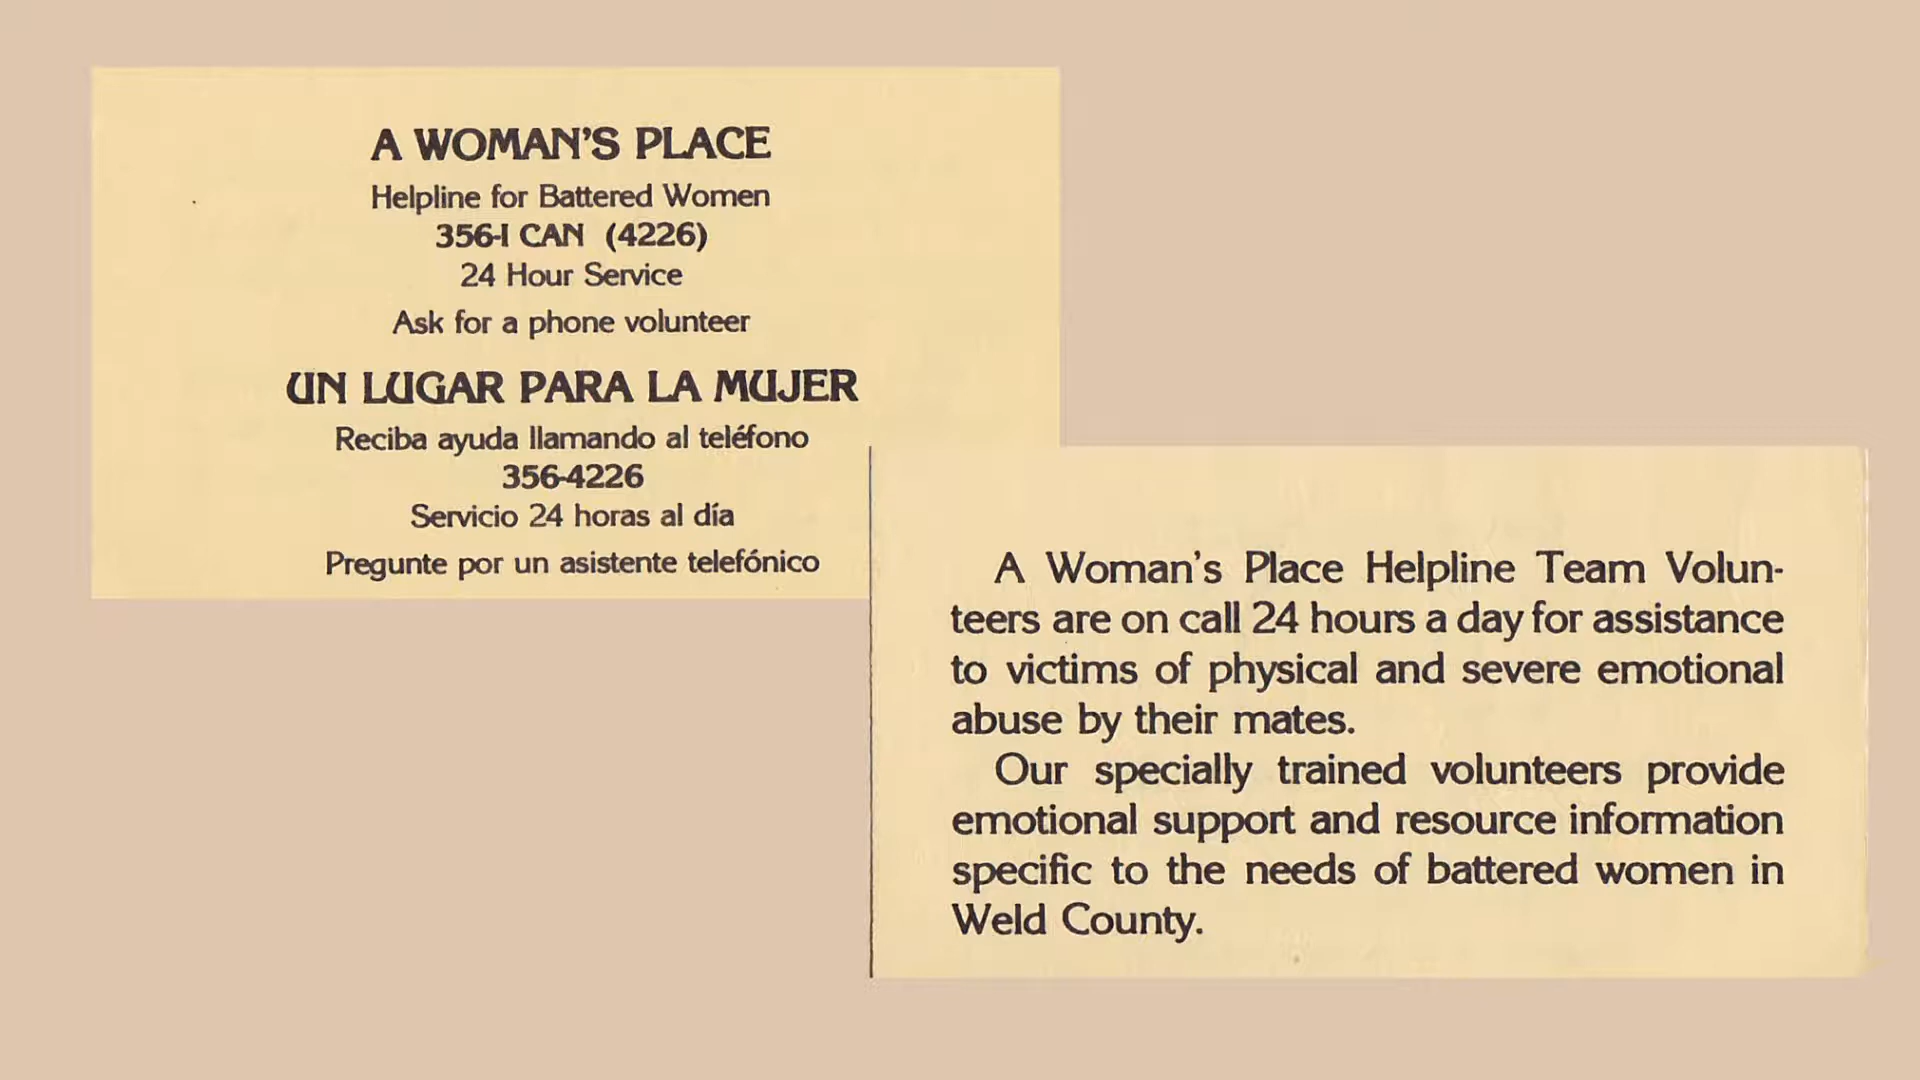 A WOMAN'S PLACE
Helpline for Battered Women
356-I CAN (4226)
24 Hour Service
Ask for a phone volunteer
UN LUGAR PARA LA MUJER
Reciba ayuda llamando al teléfono
356-4226
Servicio 24 horas al día
Pregunte por un asistente telefónico
A Woman's Place Helpline Team Volun-
teers are on call 24 hours a day for assistance
to victims of physical and severe emotional
abuse by their mates.
Our specially trained volunteers provide
emotional support and resource information
specific to the needs of battered women in
Weld County.